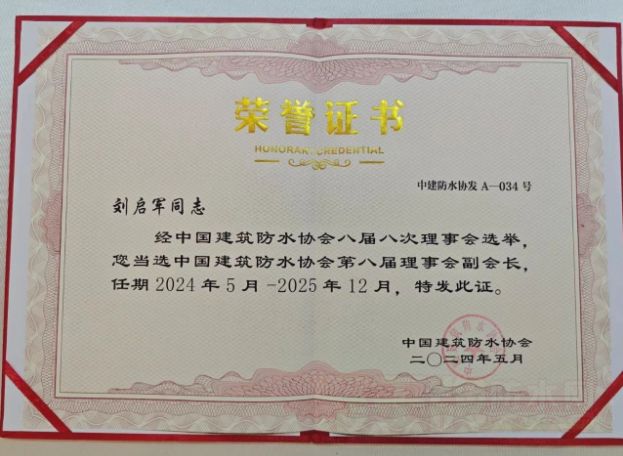 荣誉证书
HONORARY CREDENTIAL
中建防水协发 A—034 号
刘启军同志
经中国建筑防水协会八届八次理事会选举，
您当选中国建筑防水协会第八届理事会副会长，
任期 2024 年 5 月 -2025 年 12 月，特发此证。
中国建筑防水协会
二〇二四年五月